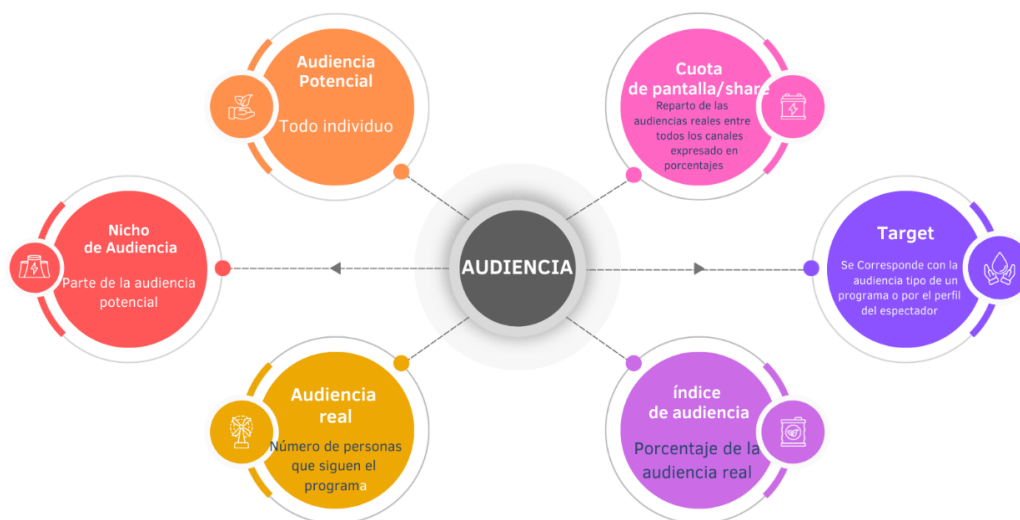 Audiencia
Potencial
Todo individuo
Cuota
de pantalla/share
Reparto de las
audiencias reales entre
todos los canales
expresado en
porcentajes
Nicho
de Audiencia
Parte de la audiencia
potencial
AUDIENCIA
Target
Se Corresponde con la
audiencia tipo de un
programa o por el perfil
del espectador
Audiencia
real
Número de personas
que siguen el
programa
índice
de audiencia
Porcentaje de la
audiencia real